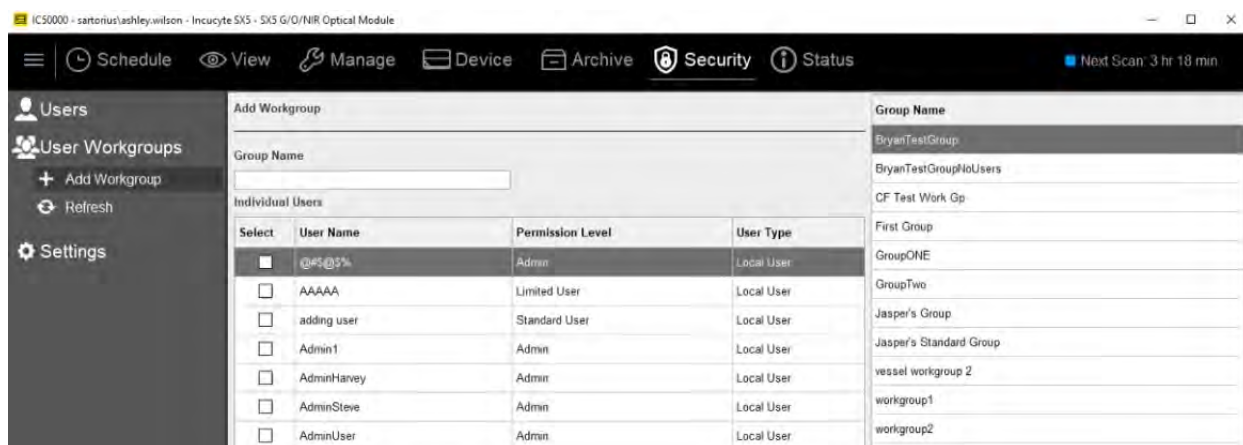 IC50000 - sartorius\ashley.wilson - Incucyte SX5 - SX5 G/O/NIR Optical Module
Schedule View Manage Device Archive Security Status Next Scan: 3 hr 18 min
Users
User Workgroups
Add Workgroup
Refresh
Settings
Add Workgroup
Group Name
Individual Users
Select User Name Permission Level User Type
@#$@$% Admin Local User
AAAAA Limited User Local User
adding user Standard User Local User
Admin1 Admin Local User
AdminHarvey Admin Local User
AdminSteve Admin Local User
AdminUser Admin Local User
Group Name
BryanTestGroup
BryanTestGroupNoUsers
CF Test Work Gp
First Group
GroupONE
GroupTwo
Jasper's Group
Jasper's Standard Group
vessel workgroup 2
workgroup1
workgroup2